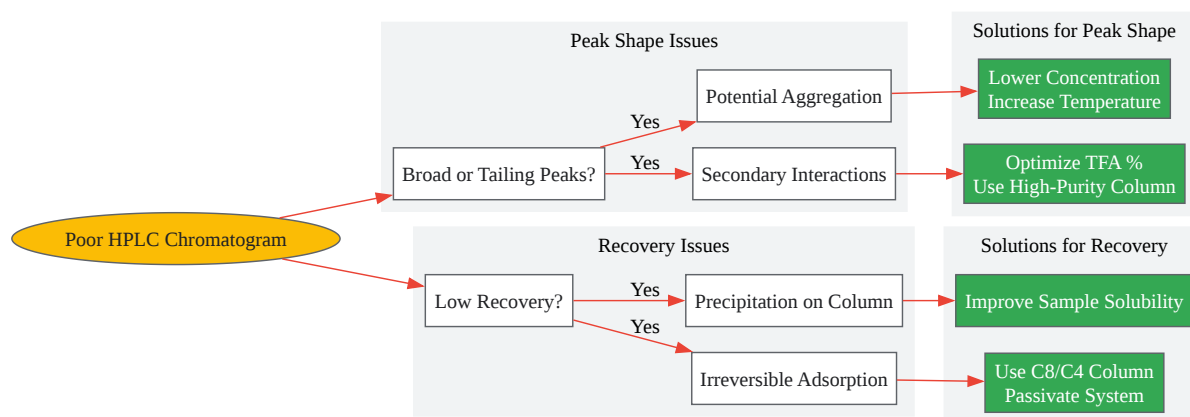 Peak Shape Issues
Solutions for Peak Shape
Potential Aggregation
Lower Concentration
Increase Temperature
Yes
Broad or Tailing Peaks?
Yes
Secondary Interactions
Optimize TFA %
Use High-Purity Column
Poor HPLC Chromatogram
Recovery Issues
Solutions for Recovery
Low Recovery?
Yes
Precipitation on Column
Improve Sample Solubility
Yes
Irreversible Adsorption
Use C8/C4 Column
Passivate System